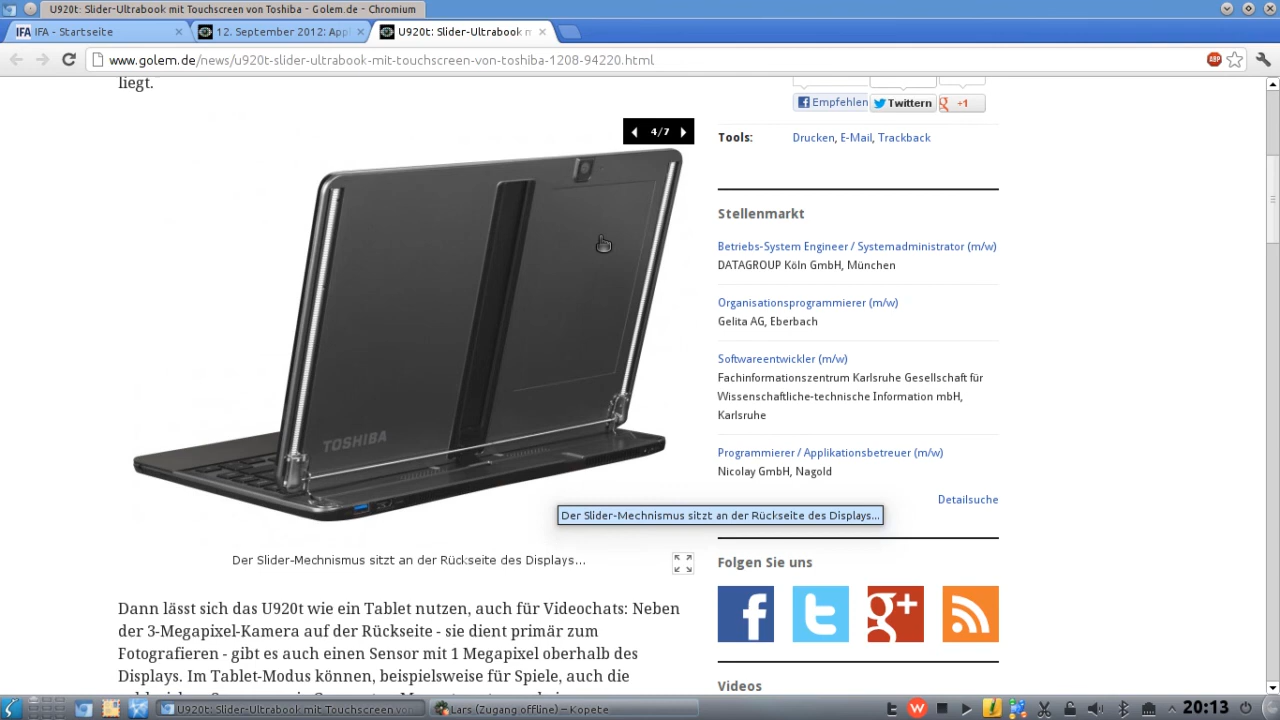 U920t: Slider-Ultrabook mit Touchscreen von Toshiba - Golem.de - Chromium
IFA IFA - Startseite
12. September 2012: Appl
U920t: Slider-Ultrabook m
www.golem.de/news/u920t-slider-ultrabook-mit-touchscreen-von-toshiba-1208-94220.html
ABP
liegt.
Empfehlen
Twittern
+1
4/7
Tools: Drucken, E-Mail, Trackback
Stellenmarkt
Betriebs-System Engineer / Systemadministrator (m/w)
DATAGROUP Köln GmbH, München
Organisationsprogrammierer (m/w)
Gelita AG, Eberbach
Softwareentwickler (m/w)
Fachinformationszentrum Karlsruhe Gesellschaft für
Wissenschaftliche-technische Information mbH,
Karlsruhe
Programmierer / Applikationsbetreuer (m/w)
Nicolay GmbH, Nagold
Detailsuche
TOSHIBA
Der Slider-Mechnismus sitzt an der Rückseite des Displays...
Der Slider-Mechnismus sitzt an der Rückseite des Displays...
Folgen Sie uns
Dann lässt sich das U920t wie ein Tablet nutzen, auch für Videochats: Neben
der 3-Megapixel-Kamera auf der Rückseite - sie dient primär zum
Fotografieren - gibt es auch einen Sensor mit 1 Megapixel oberhalb des
Displays. Im Tablet-Modus können, beispielsweise für Spiele, auch die
Videos
U920t: Slider-Ultrabook mit Touchscreen von
Lars (Zugang offline) – Kopete
20:13